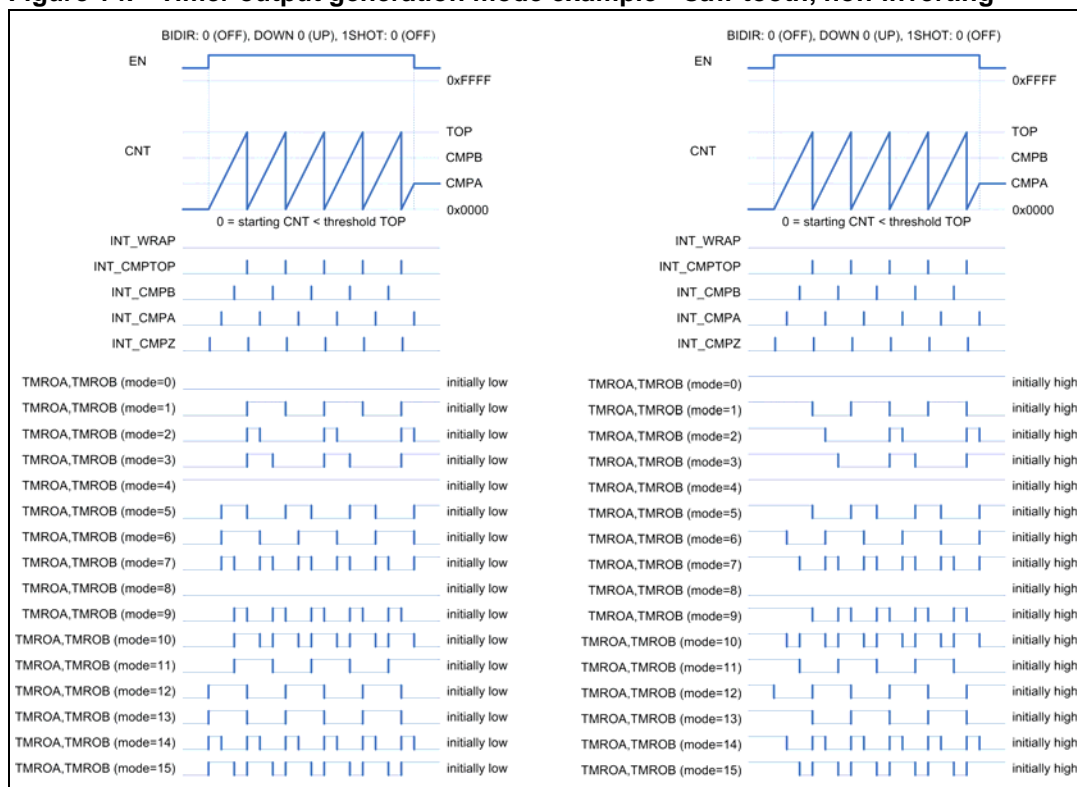 Figure Timer output generation mode example - Saw-tooth, non-inverting
BIDIR: 0 (OFF), DOWN 0 (UP), 1SHOT: 0 (OFF)
EN
0xFFFF
TOP
CNT
CMPB
CMPA
0x0000
0 = starting CNT < threshold TOP
INT_WRAP
INT_CMPTOP
INT_CMPB
INT_CMPA
INT_CMPZ
TMROA,TMROB (mode=0) initially low
TMROA,TMROB (mode=1) initially low
TMROA,TMROB (mode=2) initially low
TMROA,TMROB (mode=3) initially low
TMROA,TMROB (mode=4) initially low
TMROA,TMROB (mode=5) initially low
TMROA,TMROB (mode=6) initially low
TMROA,TMROB (mode=7) initially low
TMROA,TMROB (mode=8) initially low
TMROA,TMROB (mode=9) initially low
TMROA,TMROB (mode=10) initially low
TMROA,TMROB (mode=11) initially low
TMROA,TMROB (mode=12) initially low
TMROA,TMROB (mode=13) initially low
TMROA,TMROB (mode=14) initially low
TMROA,TMROB (mode=15) initially low
BIDIR: 0 (OFF), DOWN 0 (UP), 1SHOT: 0 (OFF)
EN
0xFFFF
TOP
CNT
CMPB
CMPA
0x0000
0 = starting CNT < threshold TOP
INT_WRAP
INT_CMPTOP
INT_CMPB
INT_CMPA
INT_CMPZ
TMROA,TMROB (mode=0) initially high
TMROA,TMROB (mode=1) initially high
TMROA,TMROB (mode=2) initially high
TMROA,TMROB (mode=3) initially high
TMROA,TMROB (mode=4) initially high
TMROA,TMROB (mode=5) initially high
TMROA,TMROB (mode=6) initially high
TMROA,TMROB (mode=7) initially high
TMROA,TMROB (mode=8) initially high
TMROA,TMROB (mode=9) initially high
TMROA,TMROB (mode=10) initially high
TMROA,TMROB (mode=11) initially high
TMROA,TMROB (mode=12) initially high
TMROA,TMROB (mode=13) initially high
TMROA,TMROB (mode=14) initially high
TMROA,TMROB (mode=15) initially high